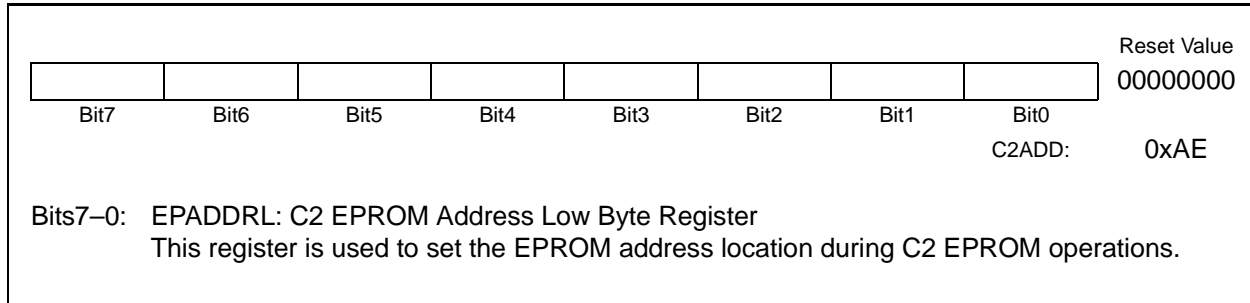 Reset Value
00000000
Bit7 Bit6 Bit5 Bit4 Bit3 Bit2 Bit1 Bit0
C2ADD: 0xAE
Bits7–0: EPADDRL: C2 EPROM Address Low Byte Register
This register is used to set the EPROM address location during C2 EPROM operations.